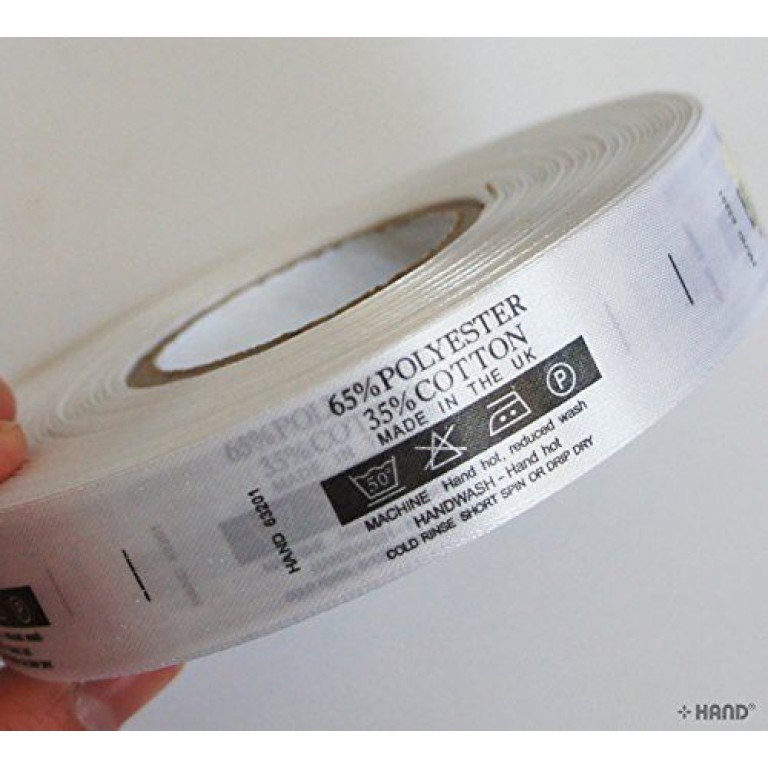 65% POLYESTER
35% COTTON
MADE IN THE UK
50° P
MACHINE Hand hot, reduced wash
HANDWASH - Hand hot
COLD RINSE SHORT SPIN OR DRIP DRY
HAND 63201
HAND®